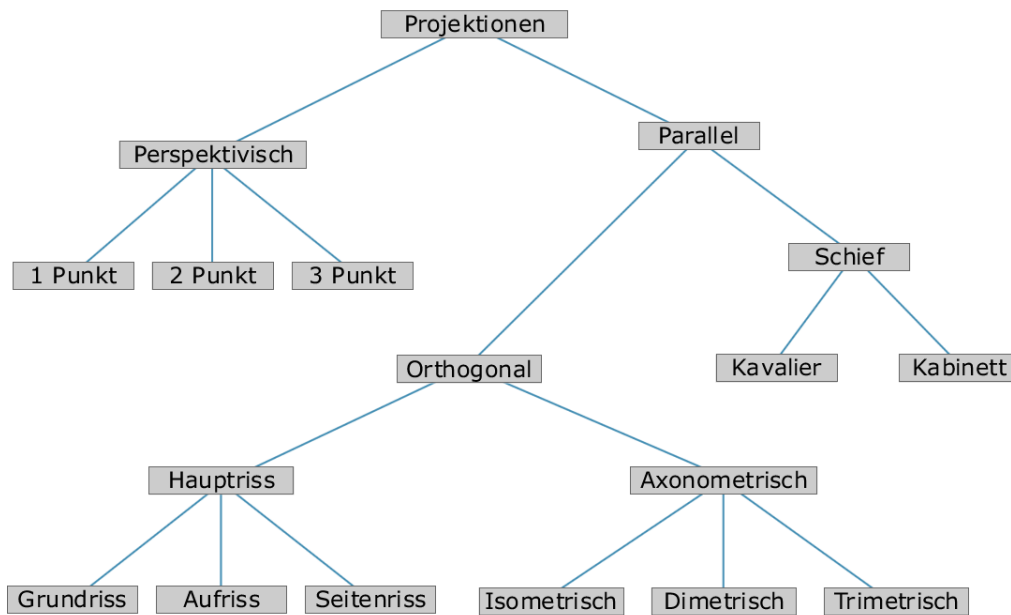 Projektionen
Perspektivisch
Parallel
1 Punkt
2 Punkt
3 Punkt
Schief
Orthogonal
Kavalier
Kabinett
Hauptriss
Axonometrisch
Grundriss
Aufriss
Seitenriss
Isometrisch
Dimetrisch
Trimetrisch